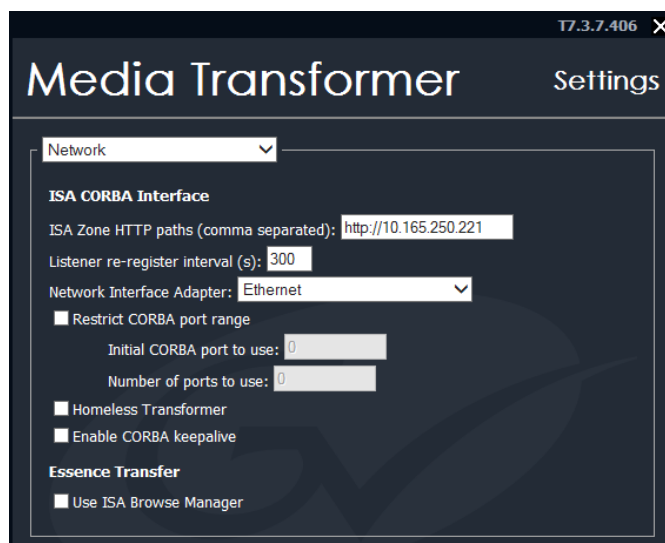 T7.3.7.406
Media Transformer Settings
Network
ISA CORBA Interface
ISA Zone HTTP paths (comma separated): http://10.165.250.221
Listener re-register interval (s): 300
Network Interface Adapter: Ethernet
Restrict CORBA port range
Initial CORBA port to use: 0
Number of ports to use: 0
Homeless Transformer
Enable CORBA keepalive
Essence Transfer
Use ISA Browse Manager